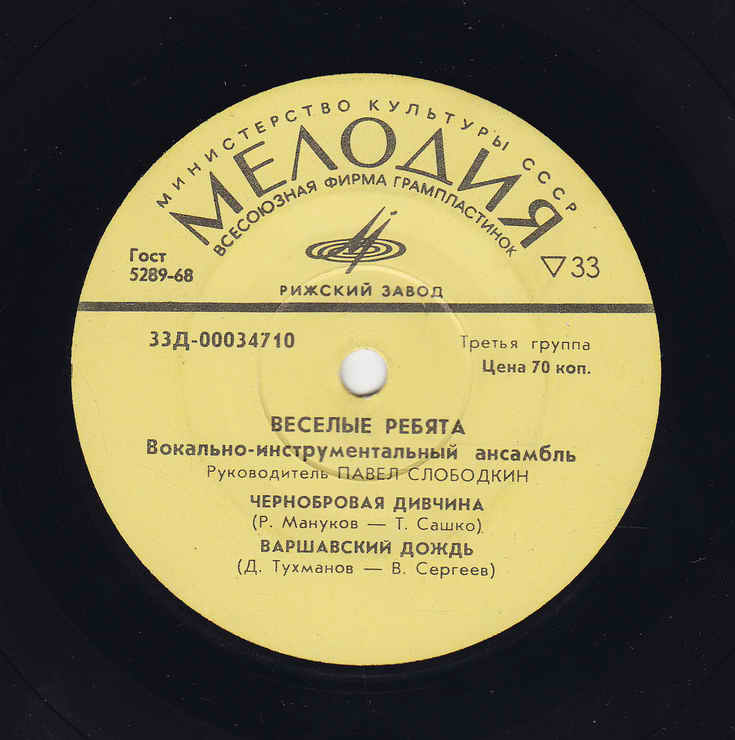 МИНИСТЕРСТВО КУЛЬТУРЫ СССР
МЕЛОДИЯ
ВСЕСОЮЗНАЯ ФИРМА ГРАМПЛАСТИНОК
Гост
5289-68
▽33
РИЖСКИЙ ЗАВОД
33Д-00034710
Третья группа
Цена 70 коп.
ВЕСЕЛЫЕ РЕБЯТА
Вокально-инструментальный ансамбль
Руководитель ПАВЕЛ СЛОБОДКИН
ЧЕРНОБРОВАЯ ДИВЧИНА
(Р. Мануков — Т. Сашко)
ВАРШАВСКИЙ ДОЖДЬ
(Д. Тухманов — В. Сергеев)